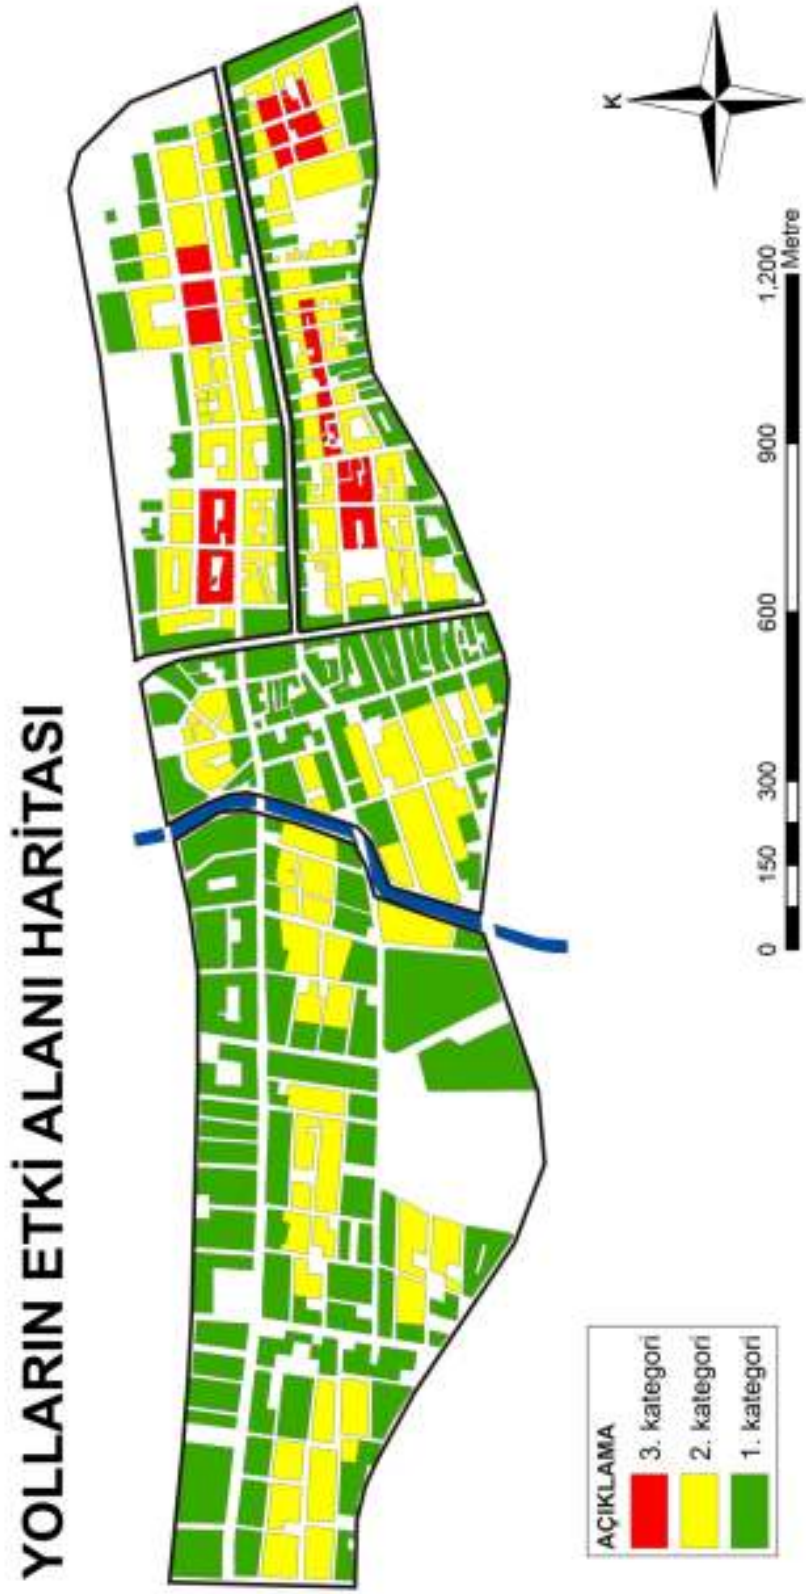 YOLLARIN ETKİ ALANI HARİTASI
K
AÇIKLAMA
3. kategori
2. kategori
1. kategori
0 150 300 600 900 1,200
Metre